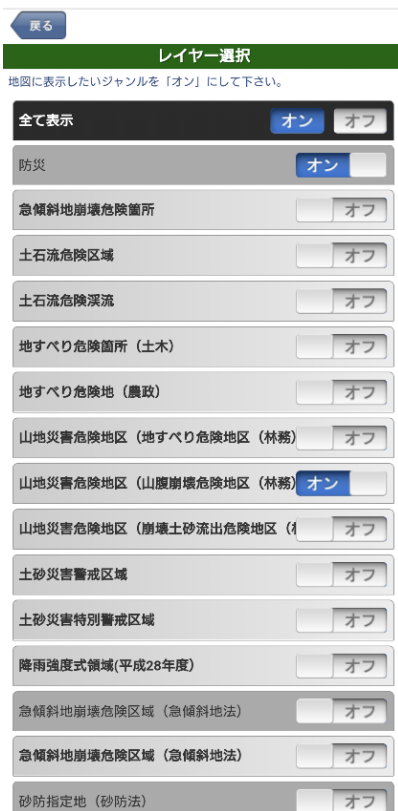 戻る
レイヤー選択
地図に表示したいジャンルを「オン」にして下さい。
全て表示 オン オフ
防災 オン
急傾斜地崩壊危険箇所 オフ
土石流危険区域 オフ
土石流危険渓流 オフ
地すべり危険箇所（土木） オフ
地すべり危険地（農政） オフ
山地災害危険地区（地すべり危険地区（林務） オフ
山地災害危険地区（山腹崩壊危険地区（林務） オン
山地災害危険地区（崩壊土砂流出危険地区（ オフ
土砂災害警戒区域 オフ
土砂災害特別警戒区域 オフ
降雨強度式領域(平成28年度） オフ
急傾斜地崩壊危険区域（急傾斜地法） オフ
急傾斜地崩壊危険区域（急傾斜地法） オフ
砂防指定地（砂防法） オフ